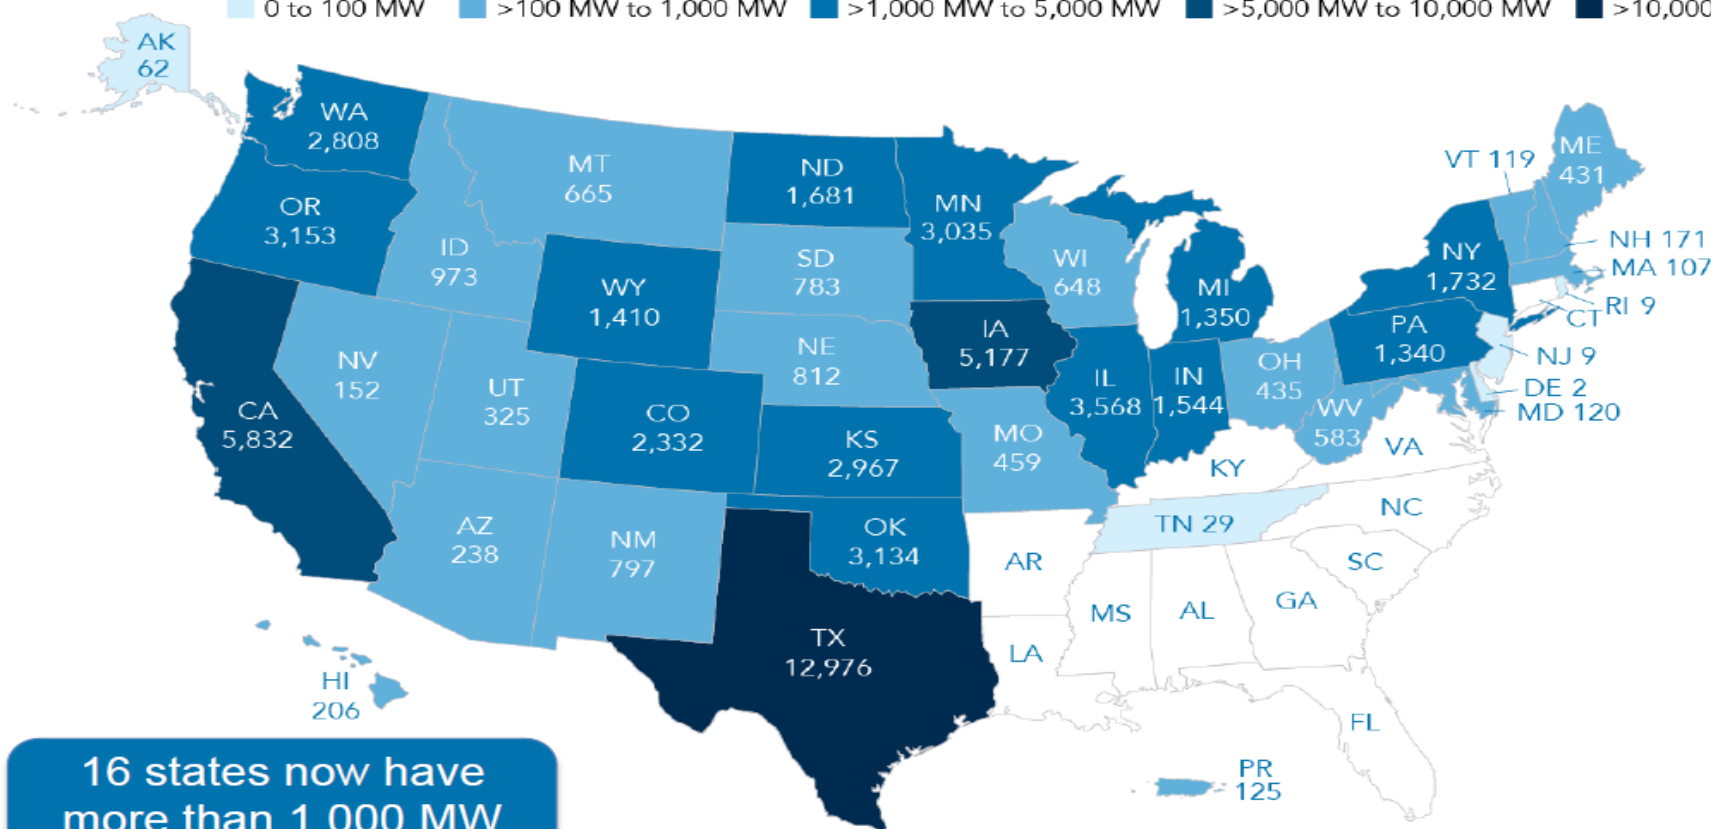 0 to 100 MW >100 MW to 1,000 MW >1,000 MW to 5,000 MW >5,000 MW to 10,000 MW >10,000
AK
62
WA
2,808
MT
665
ND
1,681
MN
3,035
VT 119
ME
431
OR
3,153
ID
973
SD
783
WI
648
NY
1,732
NH 171
MA 107
WY
1,410
MI
1,350
RI 9
CT
IA
5,177
PA
1,340
NV
152
NE
812
OH
435
NJ 9
UT
325
IL
3,568
IN
1,544
DE 2
CA
5,832
CO
2,332
WV
583
MD 120
KS
2,967
MO
459
VA
KY
AZ
238
NM
797
OK
3,134
TN 29
NC
AR
SC
MS
AL
GA
TX
12,976
LA
HI
206
FL
PR
125
16 states now have
more than 1,000 MW